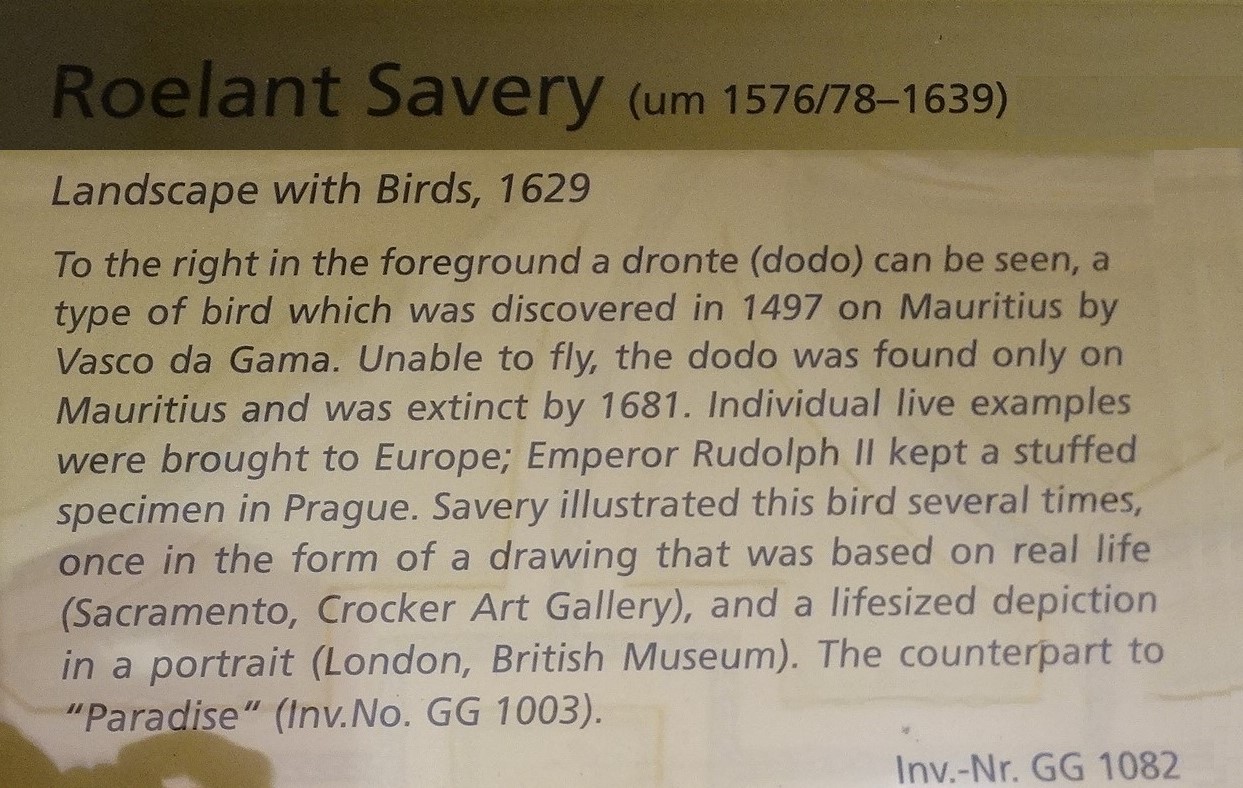 Roelant Savery (um 1576/78–1639)
Landscape with Birds, 1629
To the right in the foreground a dronte (dodo) can be seen, a
type of bird which was discovered in 1497 on Mauritius by
Vasco da Gama. Unable to fly, the dodo was found only on
Mauritius and was extinct by 1681. Individual live examples
were brought to Europe; Emperor Rudolph II kept a stuffed
specimen in Prague. Savery illustrated this bird several times,
once in the form of a drawing that was based on real life
(Sacramento, Crocker Art Gallery), and a lifesized depiction
in a portrait (London, British Museum). The counterpart to
“Paradise” (Inv.No. GG 1003).
Inv.-Nr. GG 1082